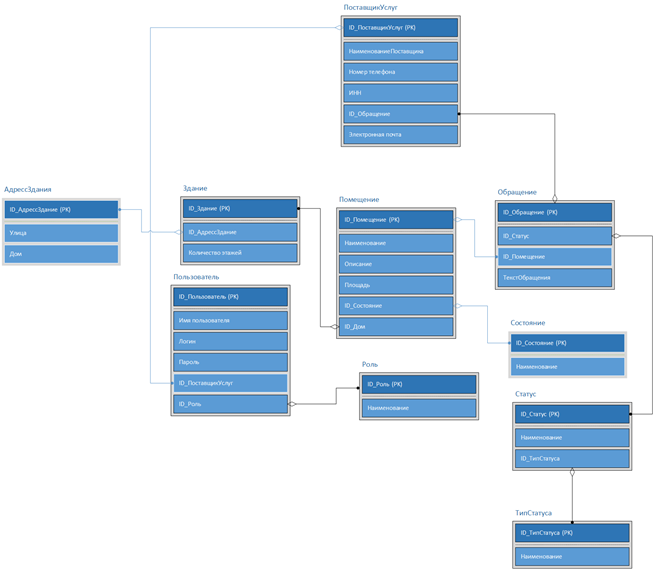 ПоставщикУслуг
ID_ПоставщикУслуг (PK)
НаименованиеПоставщика
Номер телефона
ИНН
ID_Обращение
Электронная почта
АдрессЗдания
ID_АдрессЗдание (PK)
Улица
Дом
Здание
ID_Здание (PK)
ID_АдрессЗдание
Количество этажей
Помещение
ID_Помещение (PK)
Наименование
Описание
Площадь
ID_Состояние
ID_Дом
Обращение
ID_Обращение (PK)
ID_Статус
ID_Помещение
ТекстОбращения
Пользователь
ID_Пользователь (PK)
Имя пользователя
Логин
Пароль
ID_ПоставщикУслуг
ID_Роль
Роль
ID_Роль (PK)
Наименование
Состояние
ID_Состояние (PK)
Наименование
Статус
ID_Статус (PK)
Наименование
ID_ТипСтатуса
ТипСтатуса
ID_ТипСтатуса (PK)
Наименование